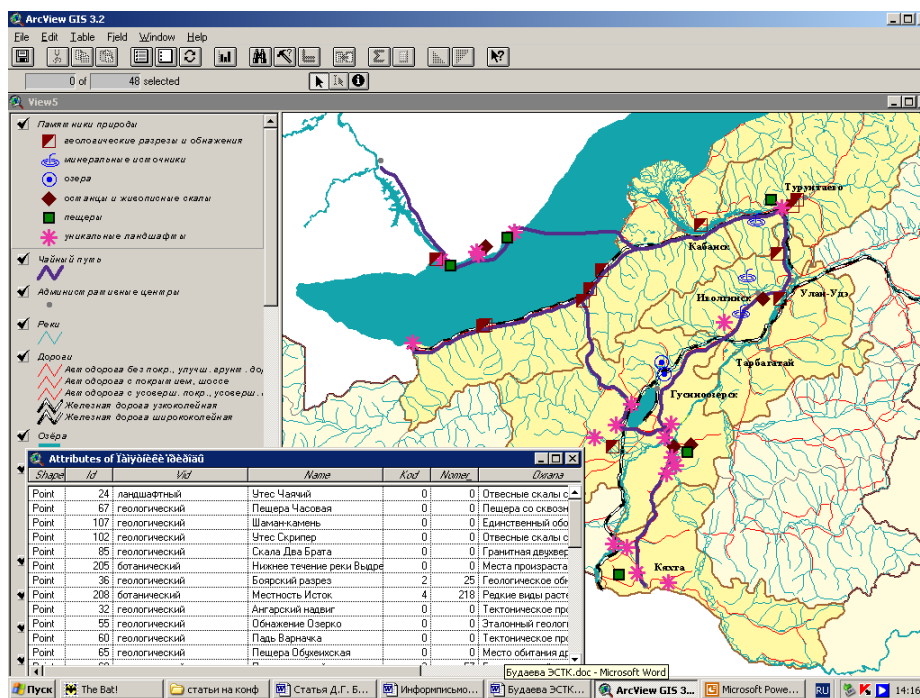 ArcView GIS 3.2
File Edit Table Field Window Help
0 of 48 selected
View5
Памятники природы
геологические разрезы и обнажения
минеральные источники
озера
останцы и живописные скалы
пещеры
уникальные ландшафты
Чайный путь
Административные центры
Реки
Дороги
Автодорога без покр., улучш. грунт. до
Автодорога с покрытием, шоссе
Автодорога с усоверш. покр., усоверш.
Железная дорога узкоколейная
Железная дорога ширококолейная
Озёра
Турунтаево
Кабанск
Иволгинск
Улан-Удэ
Тарбагатай
Гусиноозерск
Кяхта
Attributes of Ïàìÿòíèêè ïðèðîäû
Shape Id Vid Name Kod Nomer_ Oxrana
Point 24 ландшафтный Утес Чаячий 0 0 Отвесные скалы с
Point 67 геологический Пещера Часовая 0 0 Пещера со сквозн
Point 107 геологический Шаман-камень 0 0 Единственный обо
Point 102 геологический Утес Скрипер 0 0 Отвесные скалы с
Point 85 геологический Скала Два Брата 0 0 Гранитная двухвер
Point 205 ботанический Нижнее течение реки Выдре 0 0 Места произраста
Point 36 геологический Боярский разрез 2 25 Геологическое обн
Point 208 ботанический Местность Исток 4 218 Редкие виды расте
Point 32 геологический Ангарский надвиг 0 0 Тектоническое про
Point 55 геологический Обнажение Озерко 0 0 Эталонный геологи
Point 60 геологический Падь Варначка 0 0 Тектоническое про
Point 65 геологический Пещера Обухеихская 0 0 Место обитания др
Будаева ЭСТК.doc - Microsoft Word
Пуск The Bat! статьи на конф Статья Д.Г. Б... Информписьмо... Будаева ЭСТК... ArcView GIS 3.... Microsoft Powe... RU 14:16